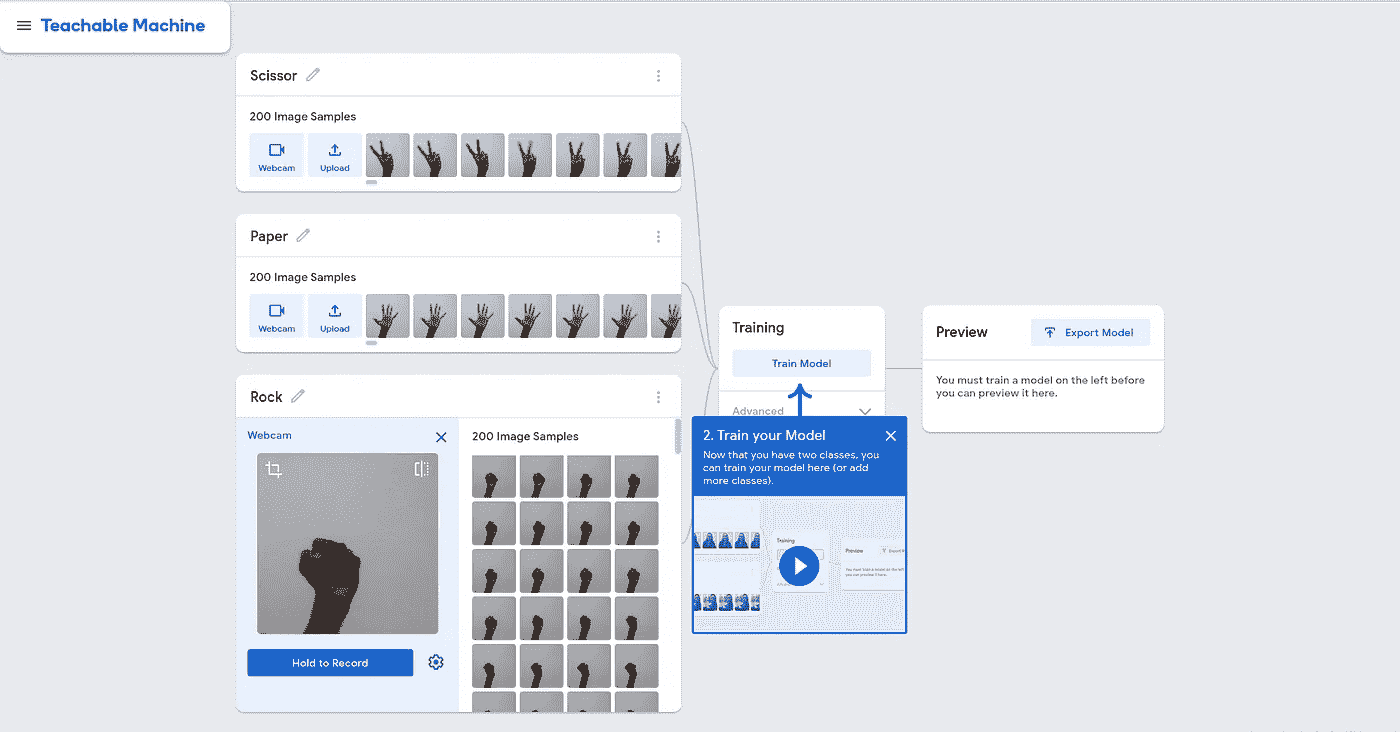 Teachable Machine
Scissor
200 Image Samples
Webcam
Upload
Paper
200 Image Samples
Webcam
Upload
Rock
Webcam
200 Image Samples
Hold to Record
Training
Train Model
Advanced
2. Train your Model
Now that you have two classes, you
can train your model here (or add
more classes).
Training
Preview
You must train a model on the left before
you can preview it here.
Preview
Export Model
You must train a model on the left before
you can preview it here.